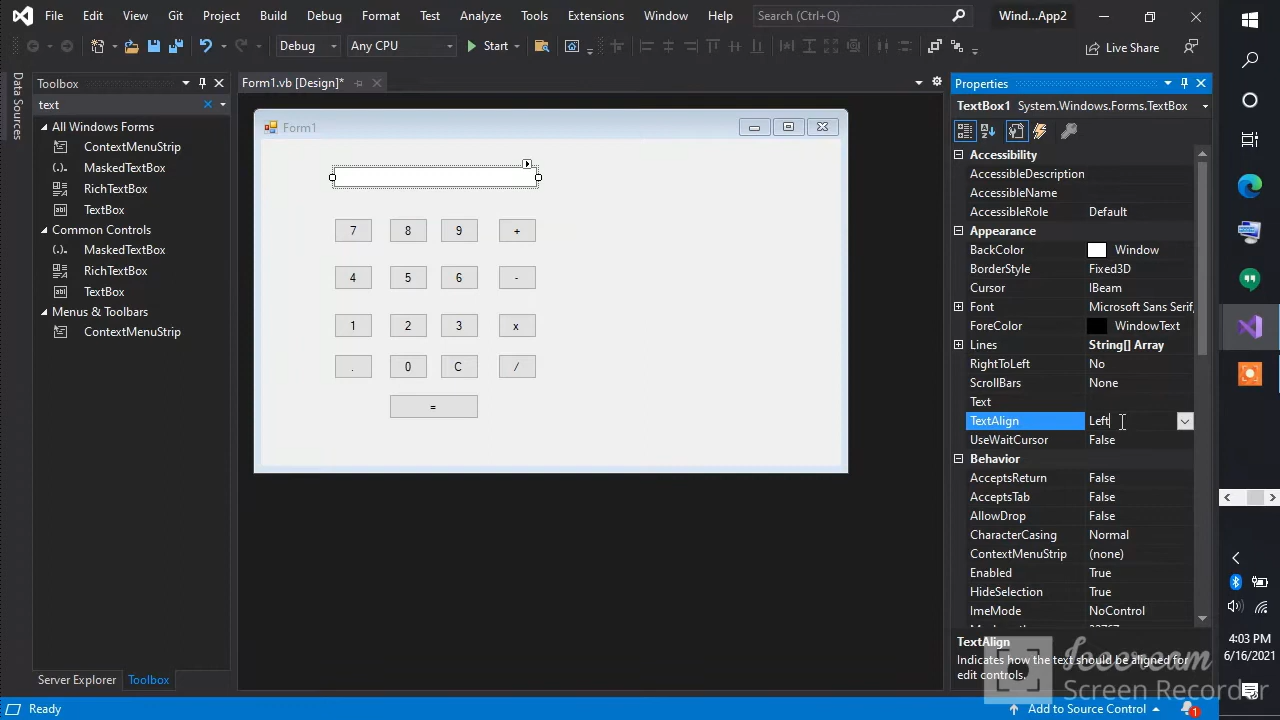 File Edit View Git Project Build Debug Format Test Analyze Tools Extensions Window Help Search (Ctrl+Q) Wind...App2
Debug Any CPU Start Live Share
Data Sources
Toolbox
text
All Windows Forms
ContextMenuStrip
MaskedTextBox
RichTextBox
TextBox
Common Controls
MaskedTextBox
RichTextBox
TextBox
Menus & Toolbars
ContextMenuStrip
Server Explorer Toolbox
Form1.vb [Design]*
Form1
7 8 9 +
4 5 6 -
1 2 3 x
. 0 C /
=
Properties
TextBox1 System.Windows.Forms.TextBox
Accessibility
AccessibleDescription
AccessibleName
AccessibleRole Default
Appearance
BackColor Window
BorderStyle Fixed3D
Cursor IBeam
Font Microsoft Sans Serif,
ForeColor WindowText
Lines String[] Array
RightToLeft No
ScrollBars None
Text
TextAlign Left
UseWaitCursor False
Behavior
AcceptsReturn False
AcceptsTab False
AllowDrop False
CharacterCasing Normal
ContextMenuStrip (none)
Enabled True
HideSelection True
ImeMode NoControl
TextAlign
Indicates how the text should be aligned for
edit controls.
Icecream
Screen Recorder
Ready Add to Source Control 1
4:03 PM
6/16/2021